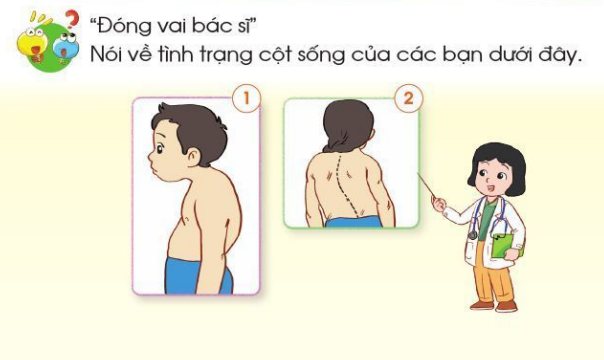 “Đóng vai bác sĩ”
Nói về tình trạng cột sống của các bạn dưới đây.
1
2